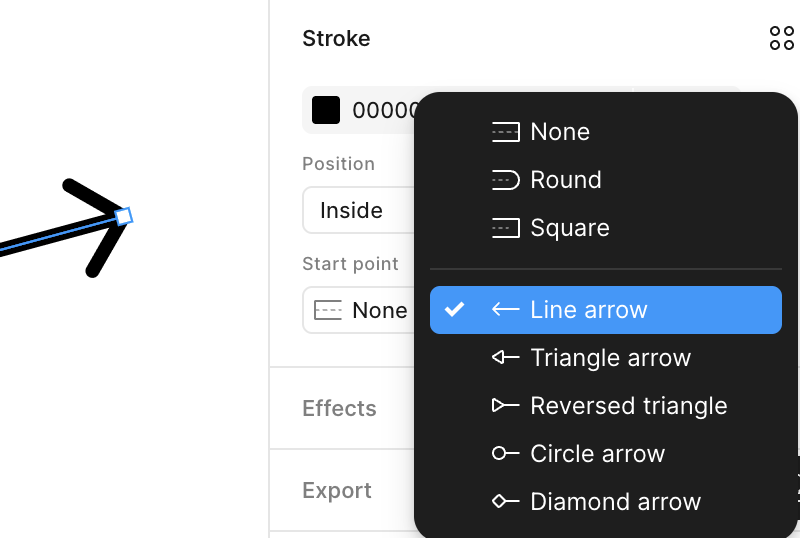 Stroke
00000
Position
Inside
Start point
None
Effects
Export
None
Round
Square
Line arrow
Triangle arrow
Reversed triangle
Circle arrow
Diamond arrow